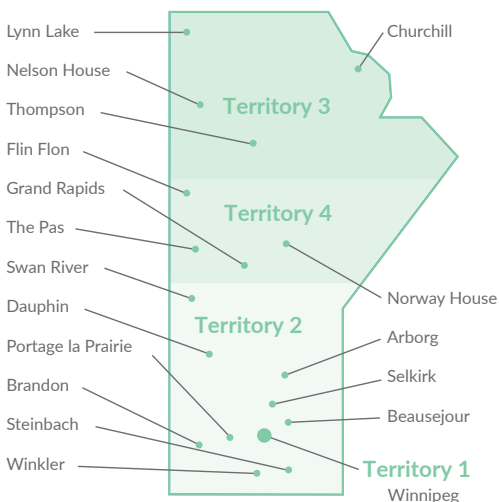 Lynn Lake
Churchill
Nelson House
Territory 3
Thompson
Flin Flon
Grand Rapids
Territory 4
The Pas
Swan River
Norway House
Dauphin
Territory 2
Arborg
Portage la Prairie
Selkirk
Brandon
Beausejour
Steinbach
Winkler
Territory 1
Winnipeg